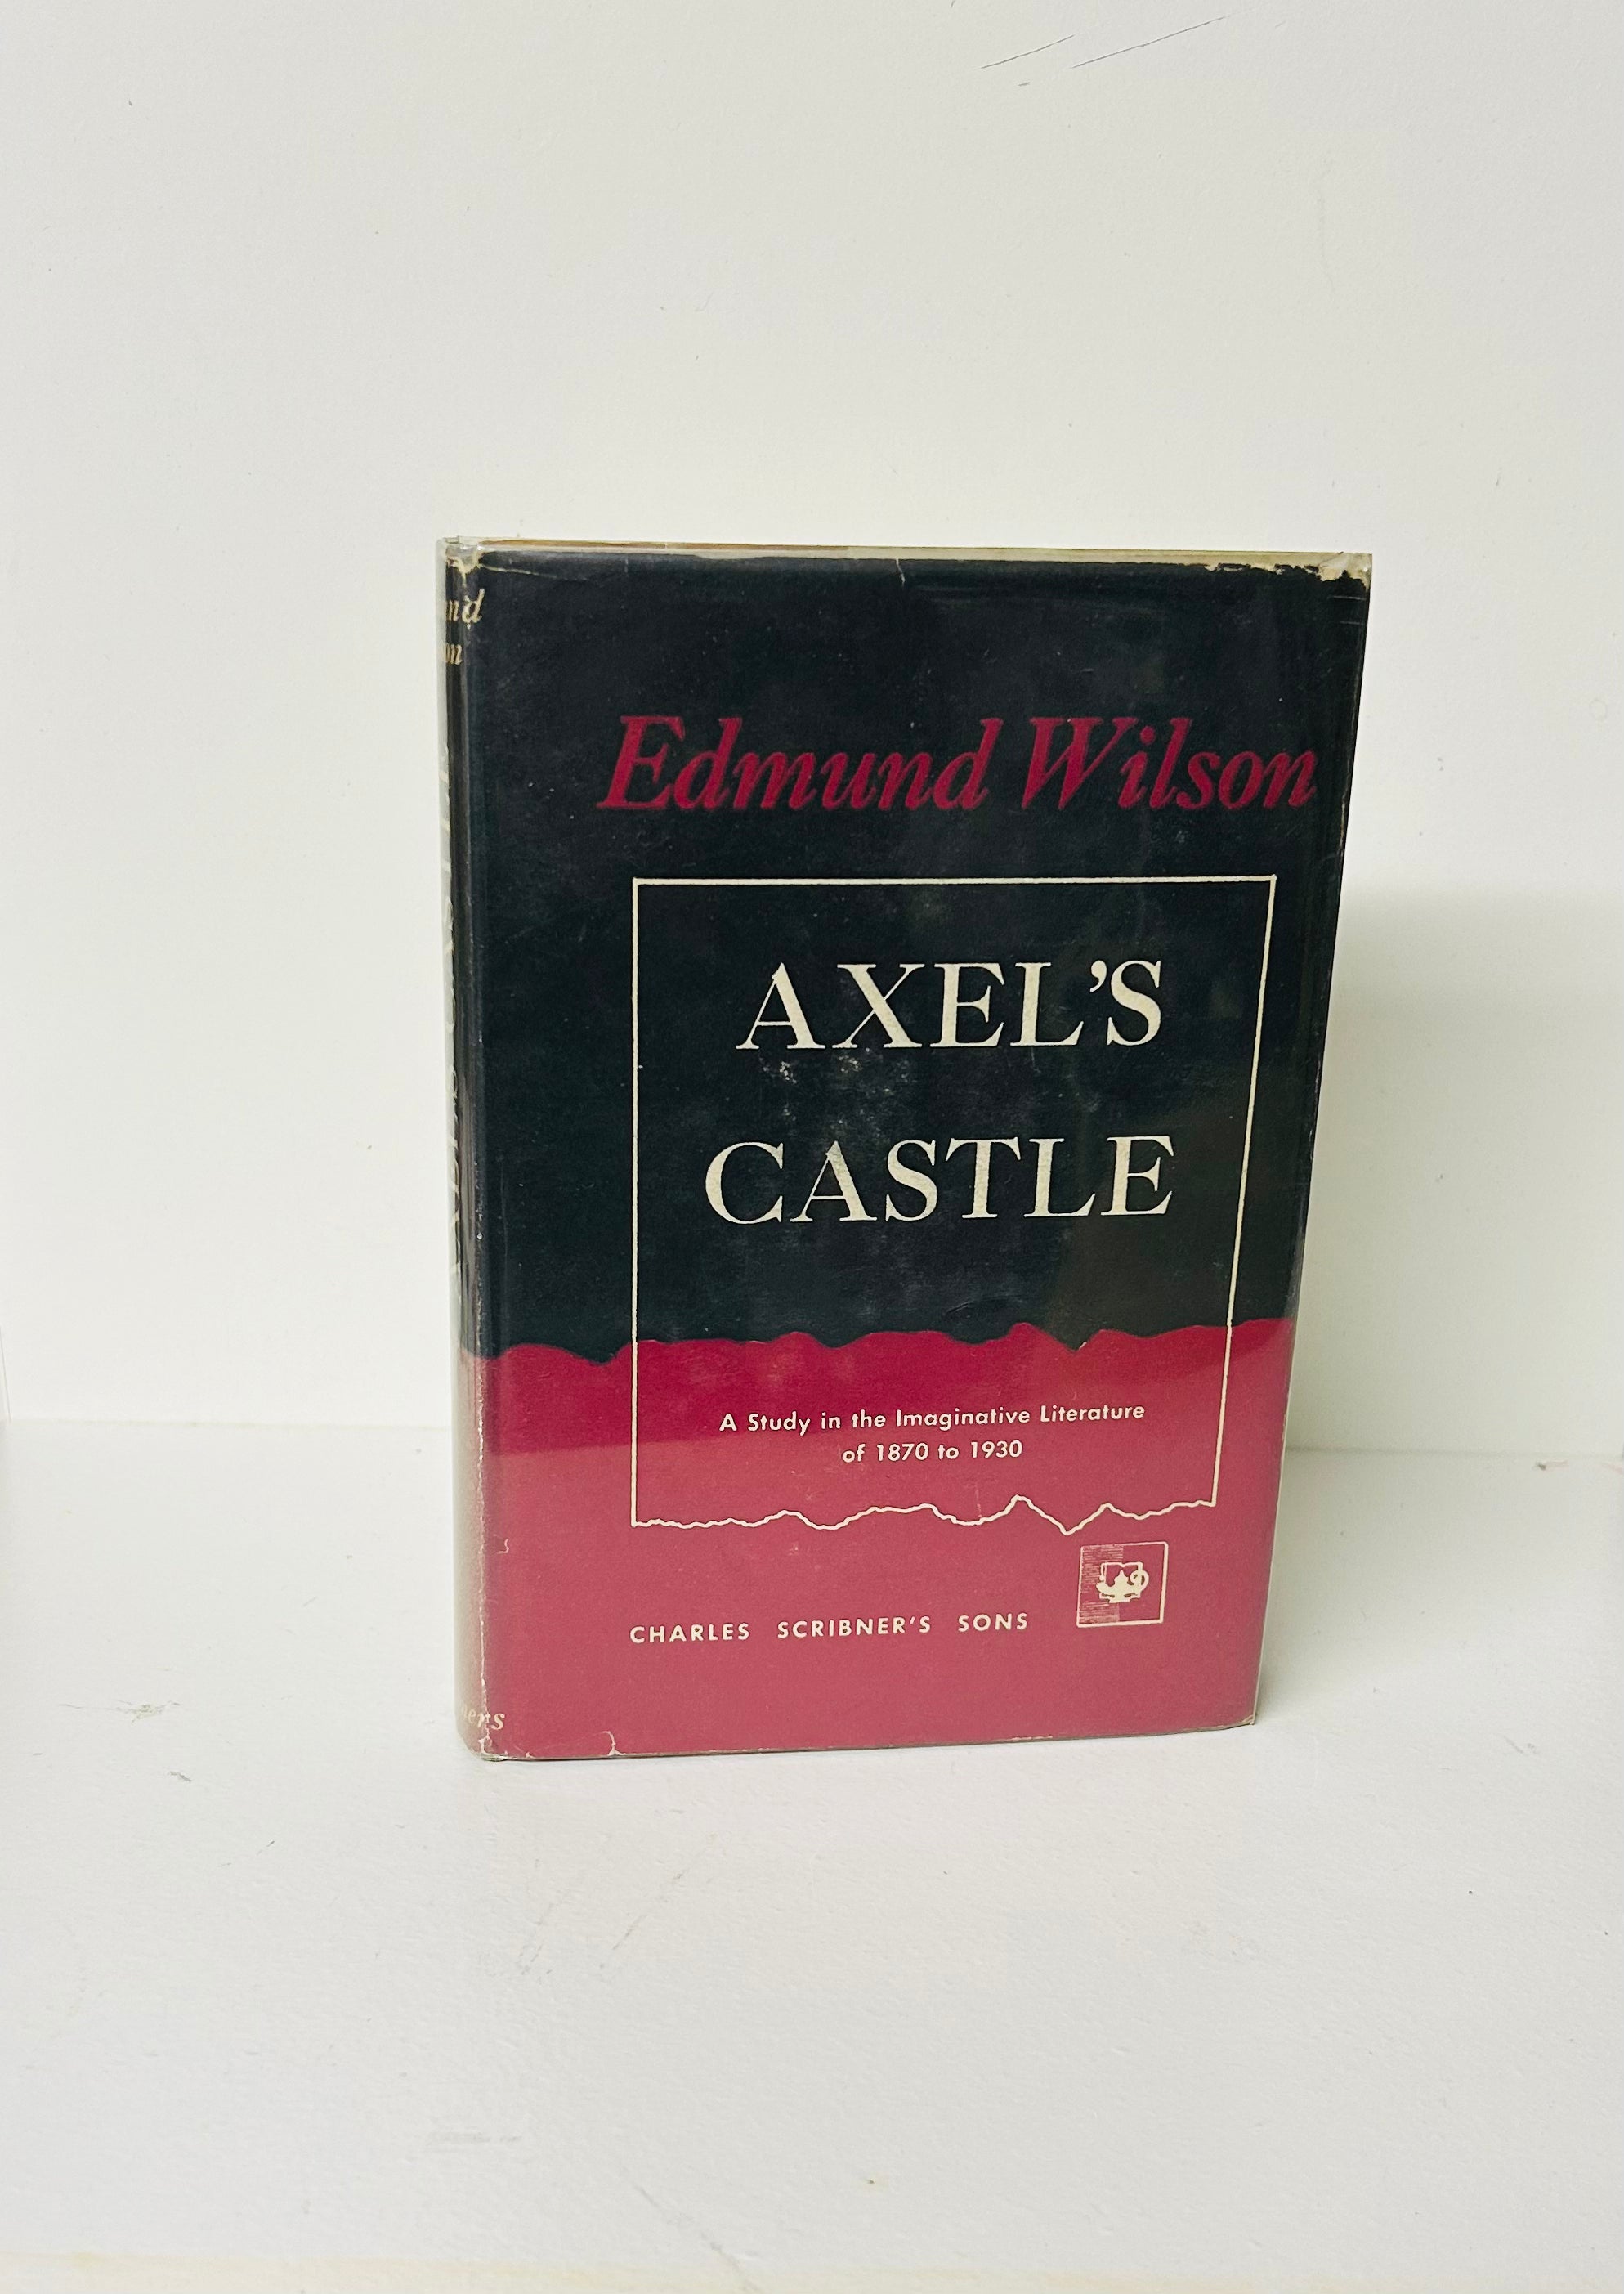 Edmund Wilson
AXEL'S
CASTLE
A Study in the Imaginative Literature
of 1870 to 1930
CHARLES SCRIBNER'S SONS